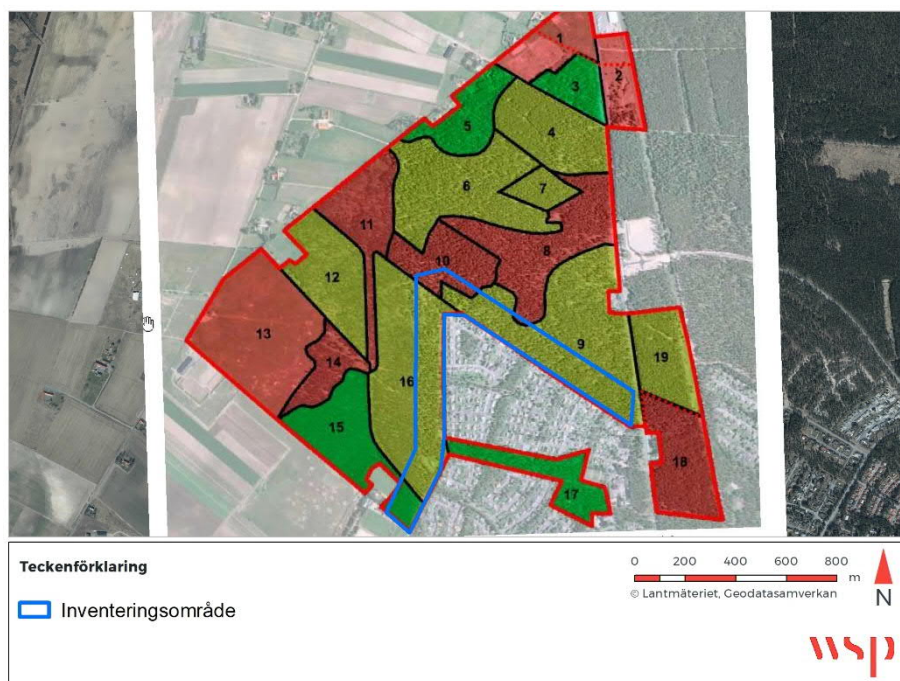 1
2
3
4
5
6
7
8
9
10
11
12
13
14
15
16
17
18
19
Teckenförklaring
Inventeringsområde
0 200 400 600 800
m
© Lantmäteriet, Geodatasamverkan
N
wsp